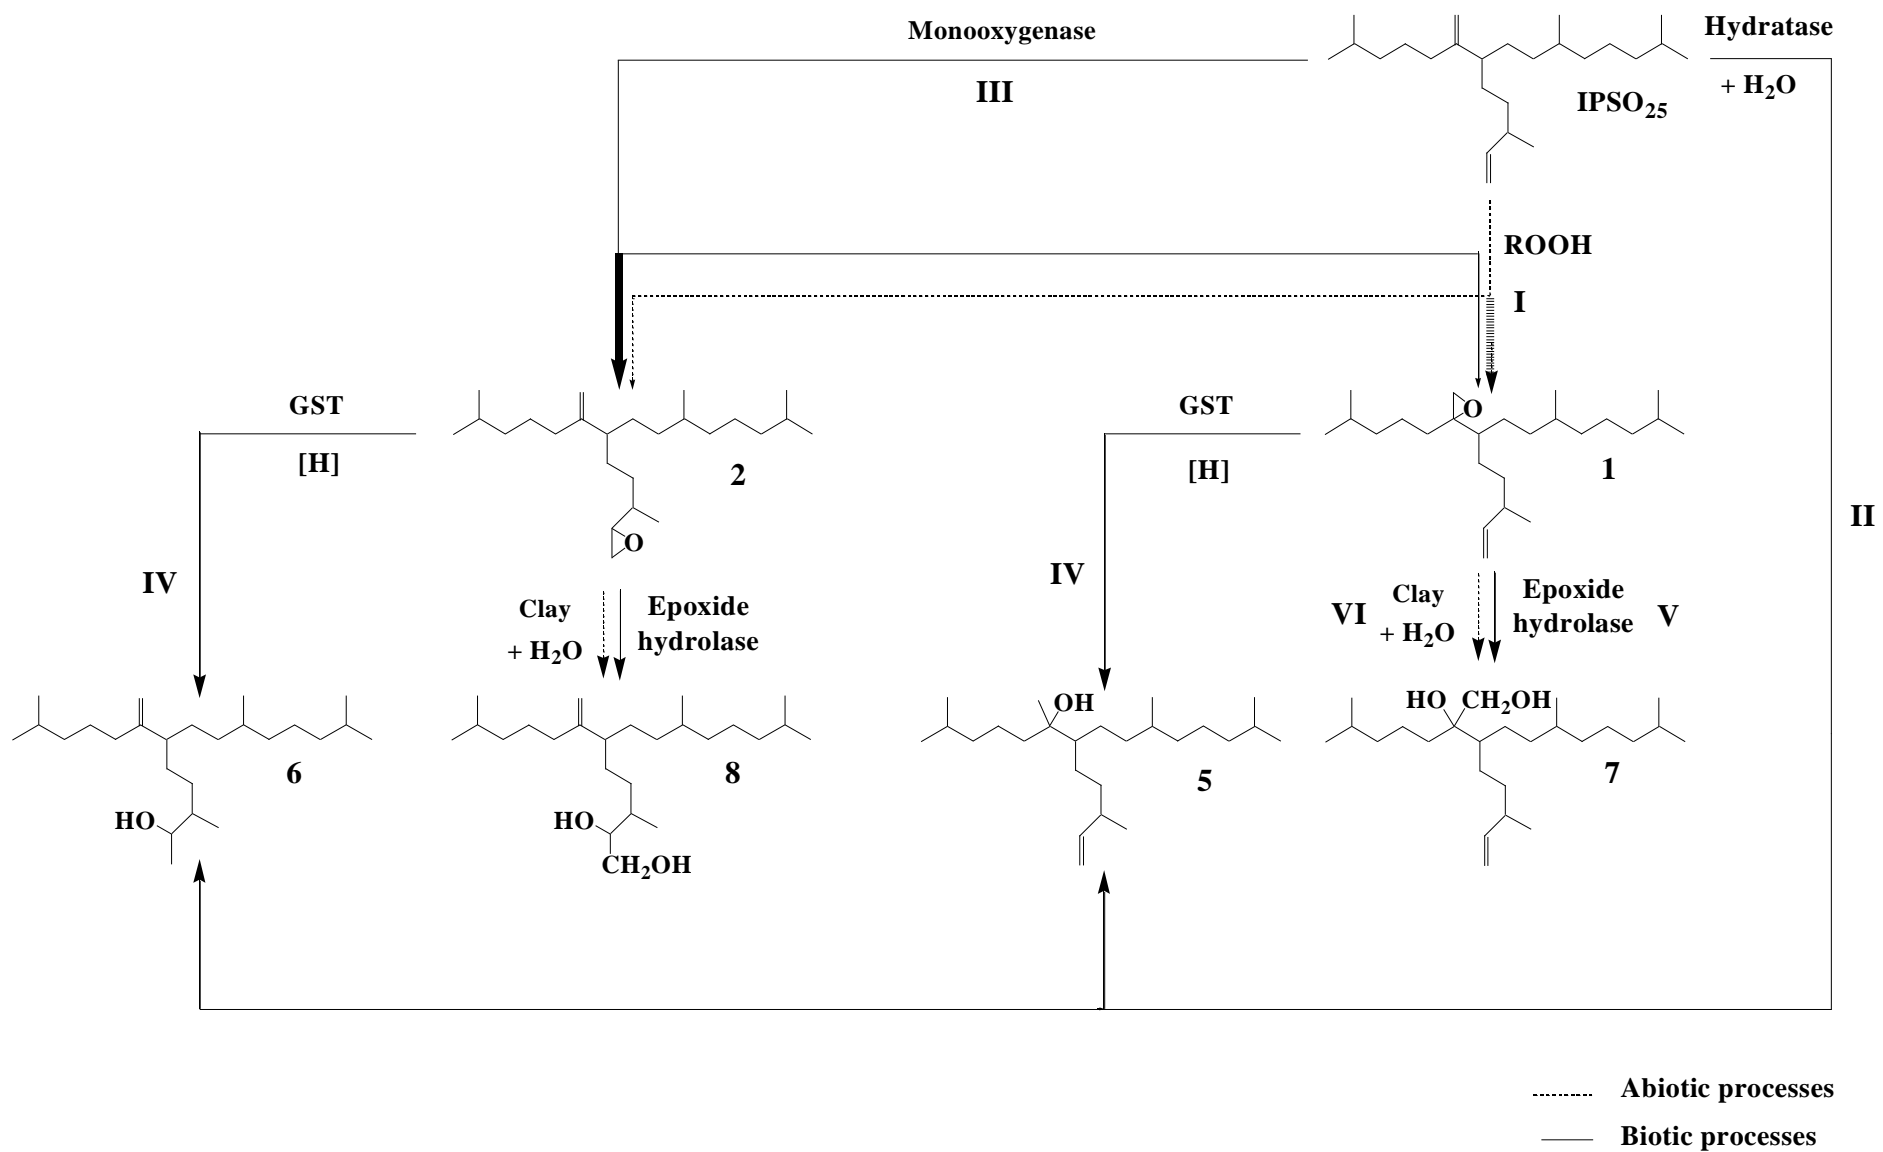 Monooxygenase
Hydratase
III
+ H2O
IPSO25
ROOH
I
GST
[H]
O
2
GST
[H]
O
1
II
IV
Clay
+ H2O
Epoxide
hydrolase
IV
VI
Clay
+ H2O
Epoxide
hydrolase
V
OH
HO
CH2OH
6
8
5
7
HO
HO
CH2OH
Abiotic processes
Biotic processes